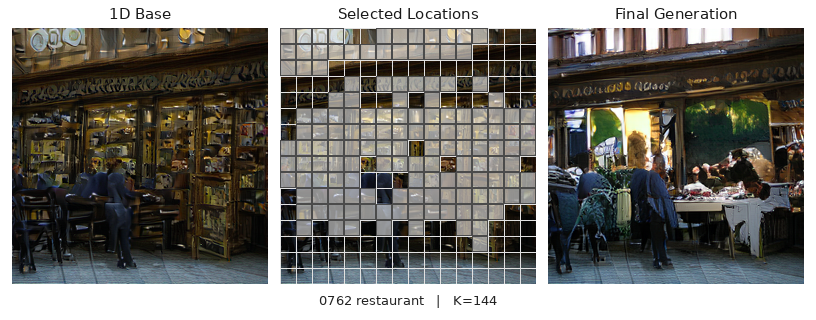 1D Base
Selected Locations
Final Generation
0762 restaurant | K=144